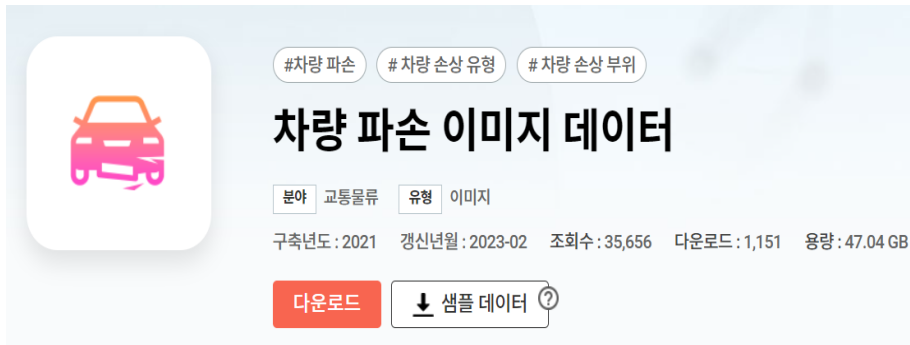 #차량 파손 # 차량 손상 유형 # 차량 손상 부위
차량 파손 이미지 데이터
분야 교통물류 유형 이미지
구축년도 : 2021 갱신년월 : 2023-02 조회수 : 35,656 다운로드 : 1,151 용량 : 47.04 GB
다운로드 샘플 데이터 ?